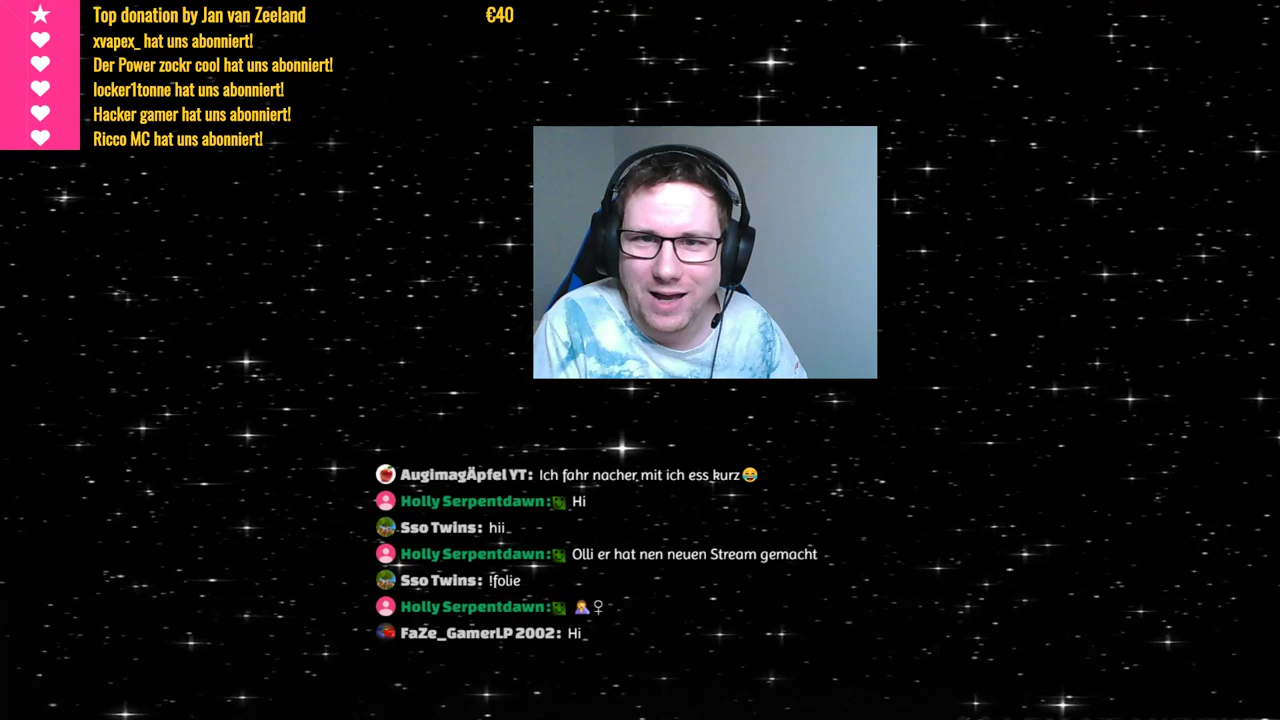 Top donation by Jan van Zeeland €40
xvapex_ hat uns abonniert!
Der Power zockr cool hat uns abonniert!
locker1tonne hat uns abonniert!
Hacker gamer hat uns abonniert!
Ricco MC hat uns abonniert!
AugimagÄpfel YT: Ich fahr nacher mit ich ess kurz😂
Holly Serpentdawn: Hi
Sso Twins: hii
Holly Serpentdawn: Olli er hat nen neuen Stream gemacht
Sso Twins: !folie
Holly Serpentdawn: 🤦♀
FaZe_GamerLP 2002: Hi